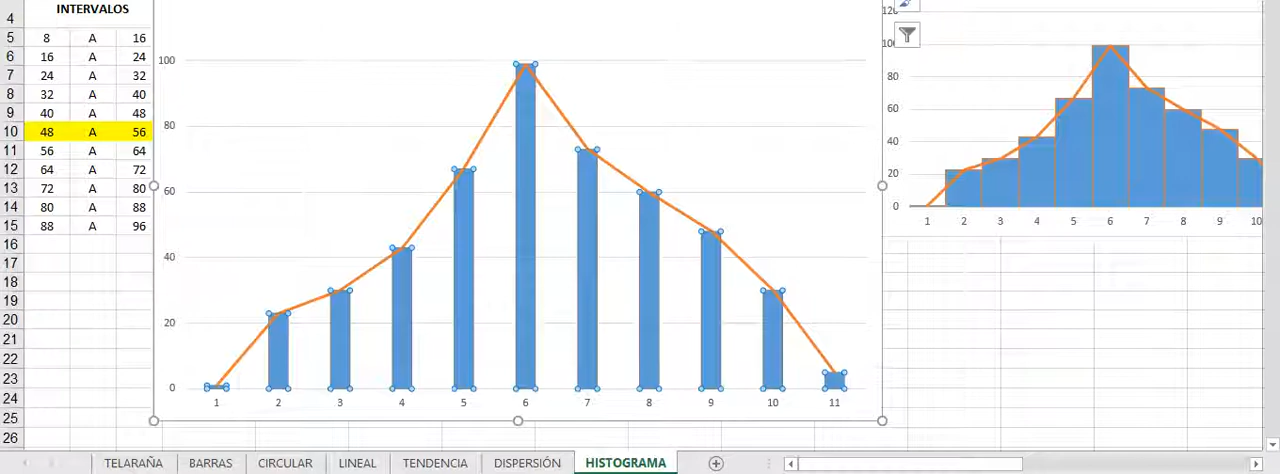 4 INTERVALOS
5 8 A 16
6 16 A 24
7 24 A 32
8 32 A 40
9 40 A 48
10 48 A 56
11 56 A 64
12 64 A 72
13 72 A 80
14 80 A 88
15 88 A 96
16
17
18
19
20
21
22
23
24
25
26
100
80
60
40
20
0
1 2 3 4 5 6 7 8 9 10 11
120
80
60
40
20
0
1 2 3 4 5 6 7 8 9 10
TELARAÑA BARRAS CIRCULAR LINEAL TENDENCIA DISPERSIÓN HISTOGRAMA